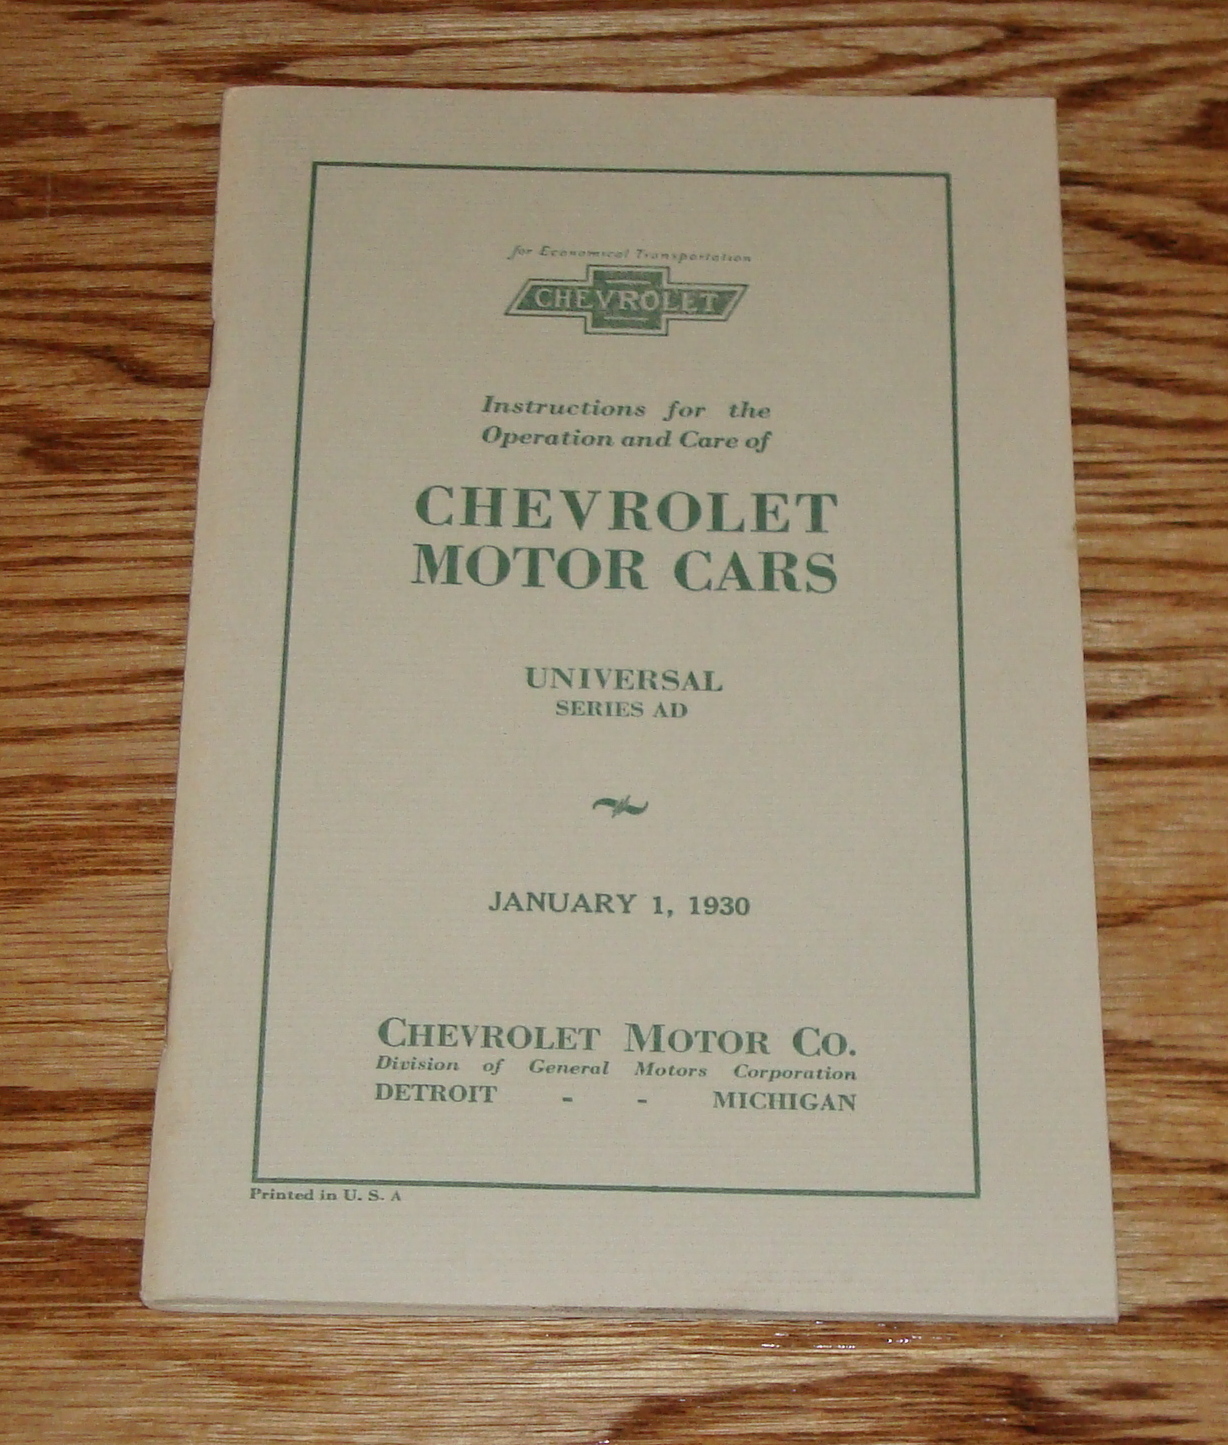 for Economical Transportation
CHEVROLET
Instructions for the
Operation and Care of
CHEVROLET
MOTOR CARS
UNIVERSAL
SERIES AD
JANUARY 1, 1930
CHEVROLET MOTOR CO.
Division of General Motors Corporation
DETROIT - - MICHIGAN
Printed in U. S. A